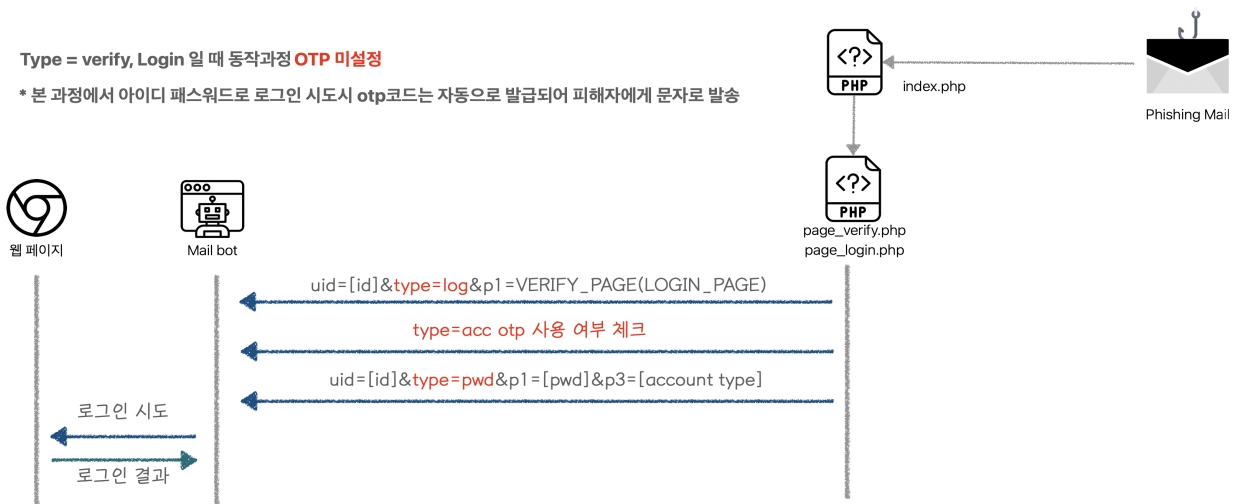 Type = verify, Login 일 때 동작과정 OTP 미설정
* 본 과정에서 아이디 패스워드로 로그인 시도시 otp코드는 자동으로 발급되어 피해자에게 문자로 발송
<?>
PHP
index.php
Phishing Mail
<?>
PHP
page_verify.php
page_login.php
웹 페이지
Mail bot
uid=[id]&type=log&p1=VERIFY_PAGE(LOGIN_PAGE)
type=acc otp 사용 여부 체크
uid=[id]&type=pwd&p1=[pwd]&p3=[account type]
로그인 시도
로그인 결과